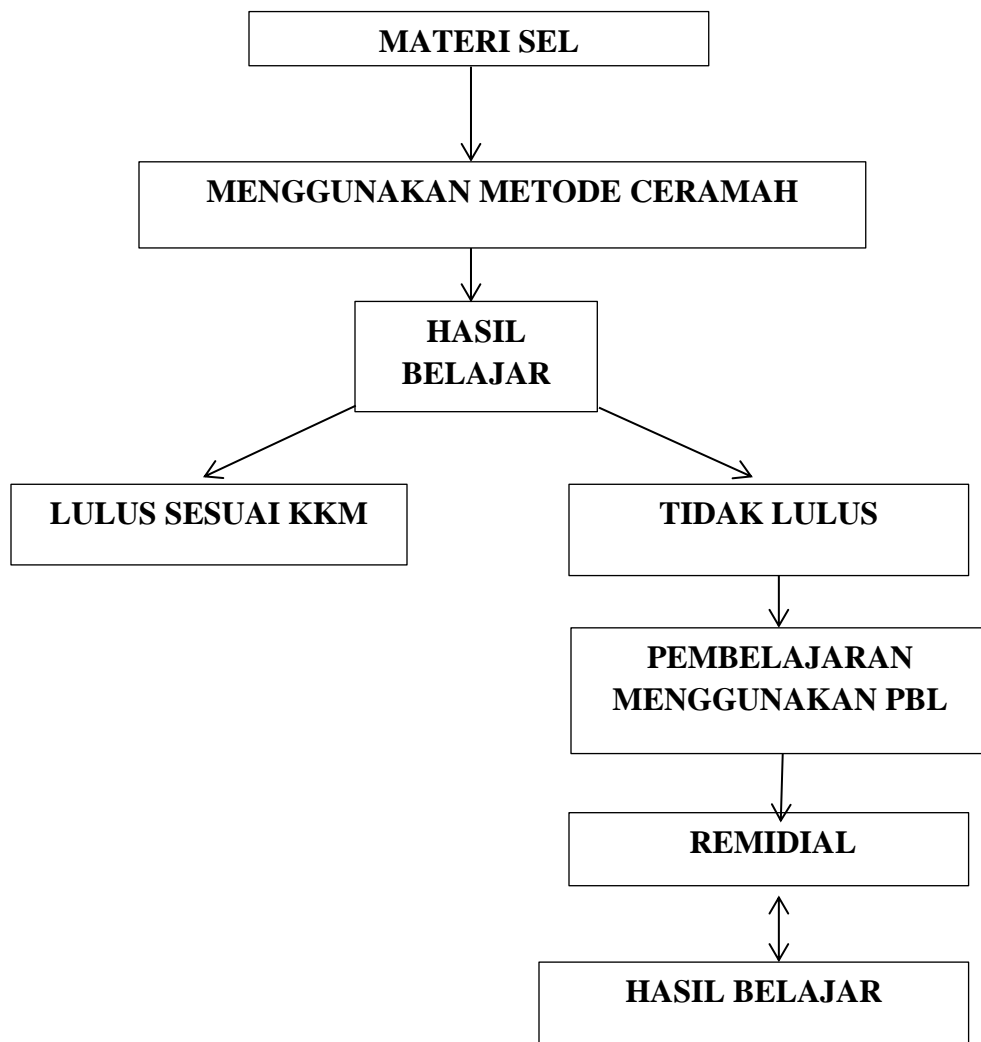 MATERI SEL
MENGGUNAKAN METODE CERAMAH
HASIL
BELAJAR
LULUS SESUAI KKM
TIDAK LULUS
PEMBELAJARAN
MENGGUNAKAN PBL
REMIDIAL
HASIL BELAJAR